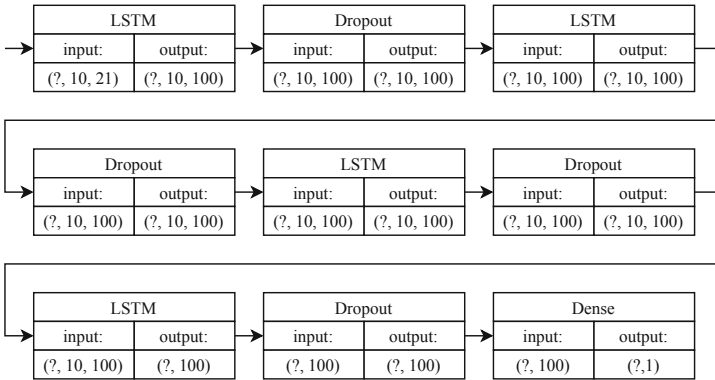 LSTM Dropout LSTM
input: output: input: output: input: output:
(?, 10, 21) (?, 10, 100) (?, 10, 100) (?, 10, 100) (?, 10, 100) (?, 10, 100)
Dropout LSTM Dropout
input: output: input: output: input: output:
(?, 10, 100) (?, 10, 100) (?, 10, 100) (?, 10, 100) (?, 10, 100) (?, 10, 100)
LSTM Dropout Dense
input: output: input: output: input: output:
(?, 10, 100) (?, 100) (?, 100) (?, 100) (?, 100) (?,1)